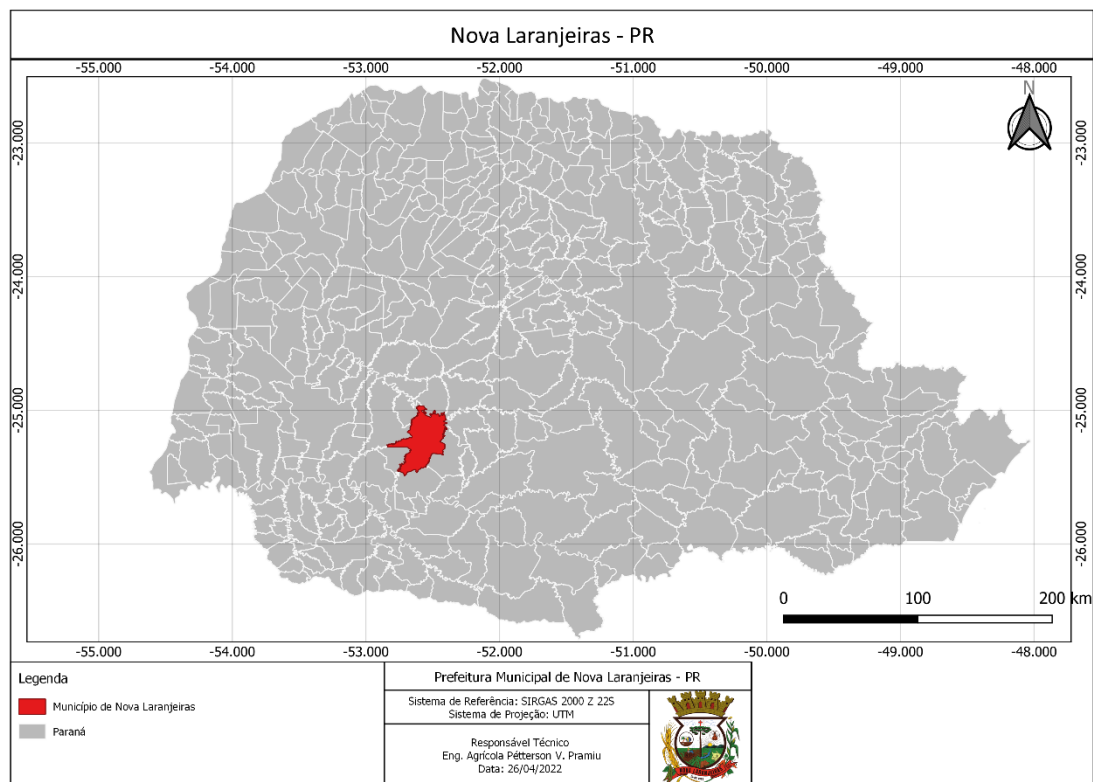 Nova Laranjeiras - PR
-55.000 -54.000 -53.000 -52.000 -51.000 -50.000 -49.000 -48.000
N
-23.000 -23.000
-24.000 -24.000
-25.000 -25.000
-26.000 -26.000
0 100 200 km
-55.000 -54.000 -53.000 -52.000 -51.000 -50.000 -49.000 -48.000
Legenda
Município de Nova Laranjeiras
Paraná
Prefeitura Municipal de Nova Laranjeiras - PR
Sistema de Referência: SIRGAS 2000 Z 22S
Sistema de Projeção: UTM
Responsável Técnico
Eng. Agrícola Pétterson V. Pramiu
Data: 26/04/2022
NOVA LARANJEIRAS